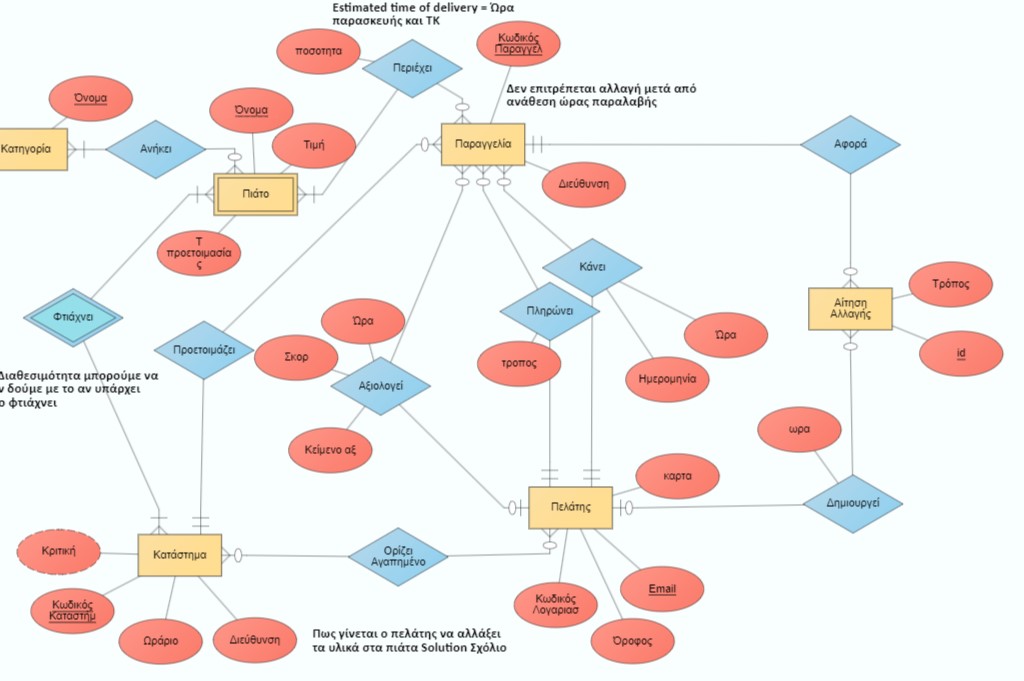 Estimated time of delivery = Ώρα
παρασκευής και ΤΚ
ποσοτητα
Περιέχει
Κωδικός
Παραγγελ
Δεν επιτρέπεται αλλαγή μετά από
ανάθεση ώρας παραλαβής
Όνομα
Όνομα
Κατηγορία
Ανήκει
Τιμή
Παραγγελία
Αφορά
Πιάτο
Διεύθυνση
Τ
προετοιμασία
ς
Κάνει
Τρόπος
Αίτηση
Αλλαγής
Φτιάχνει
Πληρώνει
Ώρα
Ώρα
Προετοιμάζει
Σκορ
id
τροπος
Ημερομηνία
Διαθεσιμότητα μπορούμε να
ν δούμε με το αν υπάρχει
ο φτιάχνει
Αξιολογεί
ωρα
Κείμενο αξ
καρτα
Πελάτης
Δημιουργεί
Κριτική
Κατάστημα
Ορίζει
Αγαπημένο
Κωδικός
Καταστημ
Κωδικός
Λογαριασ
Email
Ωράριο
Διεύθυνση
Όροφος
Πως γίνεται ο πελάτης να αλλάξει
τα υλικά στα πιάτα Solution Σχόλιο